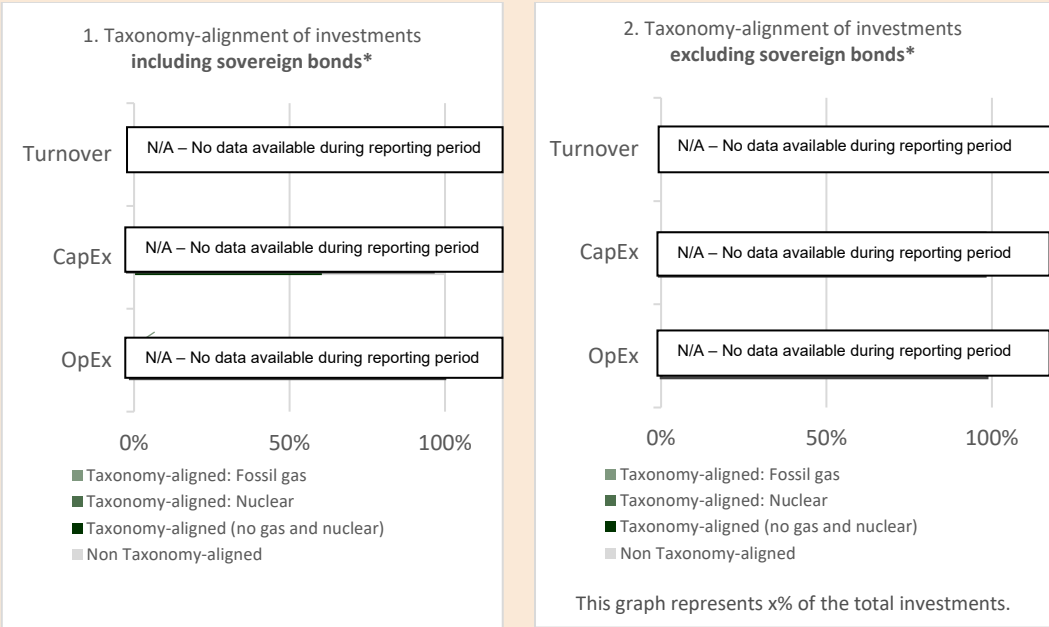 1. Taxonomy-alignment of investments
including sovereign bonds*
Turnover
N/A – No data available during reporting period
CapEx
N/A – No data available during reporting period
OpEx
N/A – No data available during reporting period
0%
50%
100%
Taxonomy-aligned: Fossil gas
Taxonomy-aligned: Nuclear
Taxonomy-aligned (no gas and nuclear)
Non Taxonomy-aligned
2. Taxonomy-alignment of investments
excluding sovereign bonds*
Turnover
N/A – No data available during reporting period
CapEx
N/A – No data available during reporting period
OpEx
N/A – No data available during reporting period
0%
50%
100%
Taxonomy-aligned: Fossil gas
Taxonomy-aligned: Nuclear
Taxonomy-aligned (no gas and nuclear)
Non Taxonomy-aligned
This graph represents x% of the total investments.